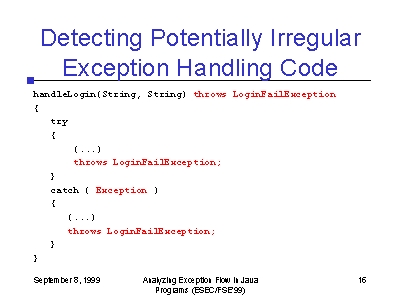 Detecting Potentially Irregular
Exception Handling Code
handleLogin(String, String) throws LoginFailException
{
try
{
(...)
throws LoginFailException;
}
catch ( Exception )
{
(...)
throws LoginFailException;
}
}
September 8, 1999
Analyzing Exception Flow in Java
Programs (ESEC/FSE'99)
16